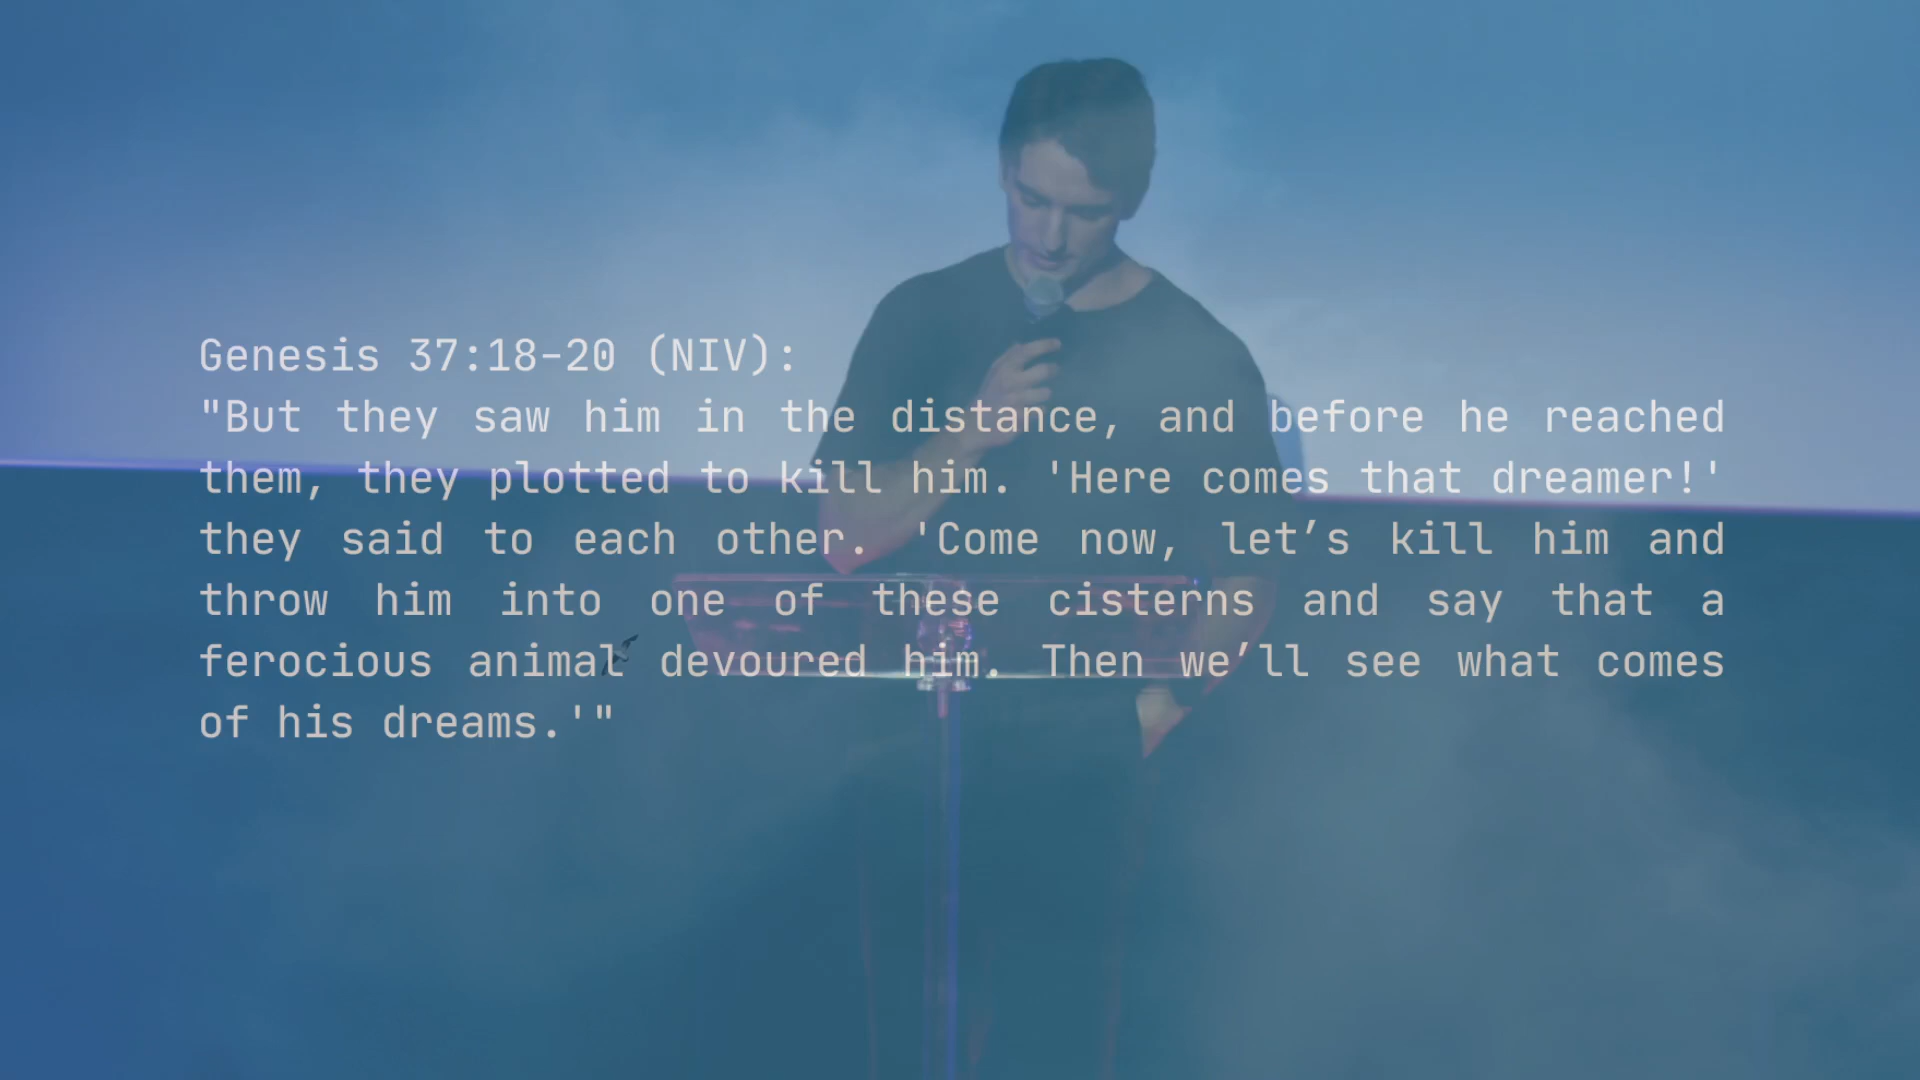 Genesis 37:18-20 (NIV):
"But they saw him in the distance, and before he reached
them, they plotted to kill him. 'Here comes that dreamer!'
they said to each other. 'Come now, let’s kill him and
throw him into one of these cisterns and say that a
ferocious animal devoured him. Then we’ll see what comes
of his dreams.'"